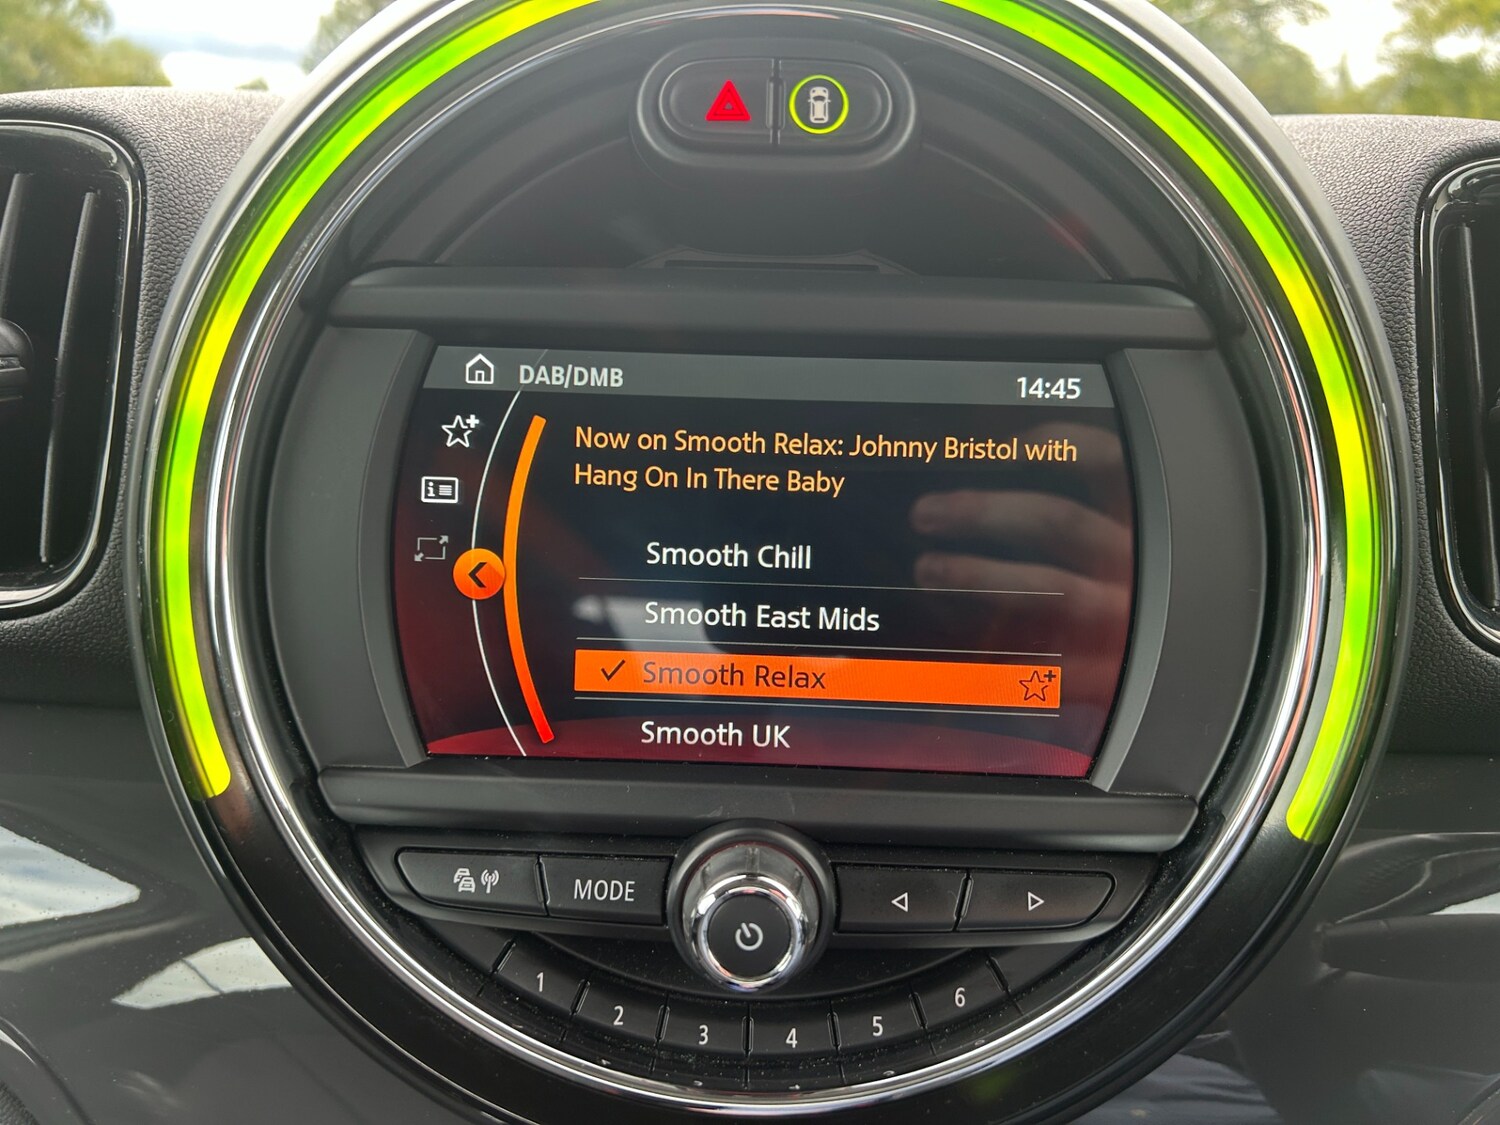 DAB/DMB
14:45
Now on Smooth Relax: Johnny Bristol with
Hang On In There Baby
Smooth Chill
Smooth East Mids
Smooth Relax
Smooth UK
MODE
1
2
3
4
5
6